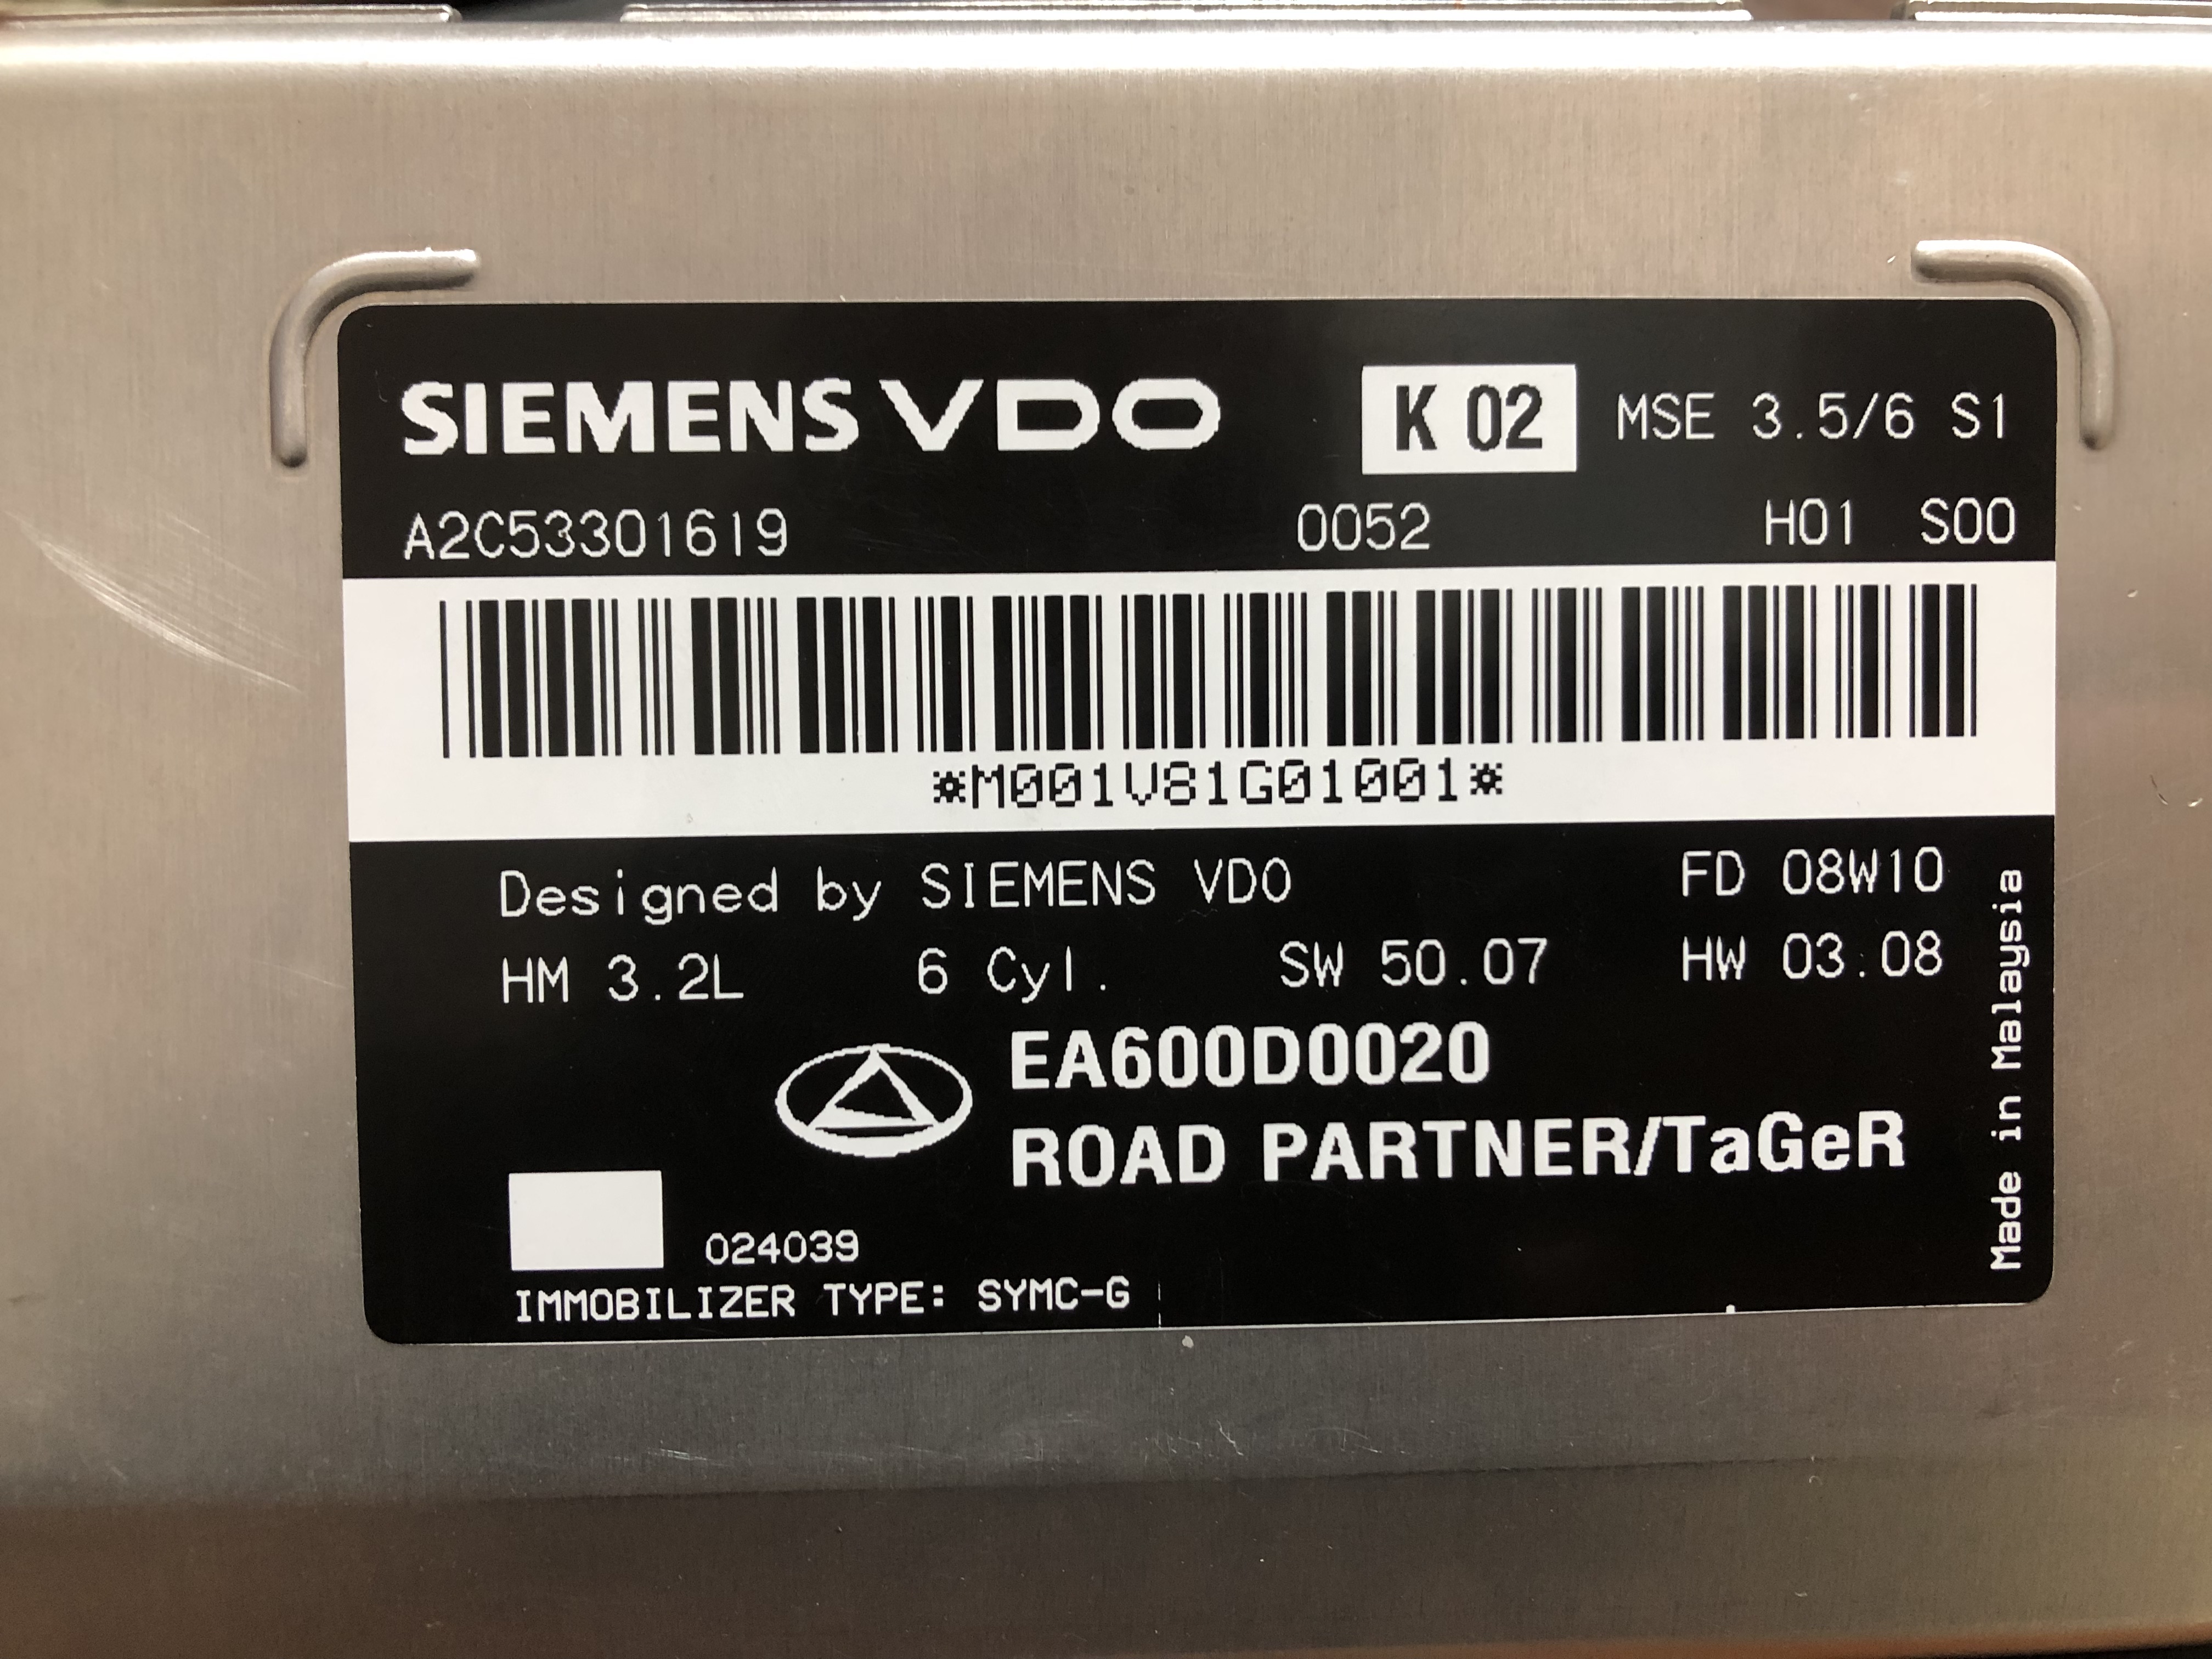 SIEMENS VDO K 02 MSE 3.5/6 S1
A2C53301619 0052 H01 S00
*M001V81G01001*
Designed by SIEMENS VDO FD 08W10
HM 3.2L 6 Cyl. SW 50.07 HW 03.08
EA600D0020
ROAD PARTNER/TaGeR
024039
IMMOBILIZER TYPE: SYMC-G
Made in Malaysia